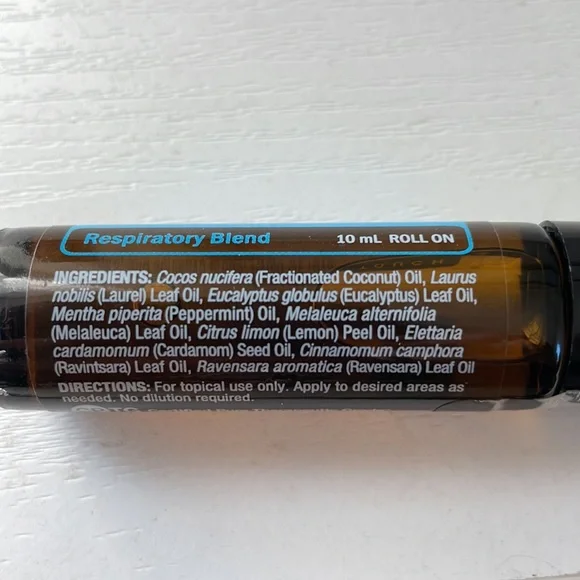 Respiratory Blend 10 mL ROLL ON
INGREDIENTS: Cocos nucifera (Fractionated Coconut) Oil, Laurus
nobilis (Laurel) Leaf Oil, Eucalyptus globulus (Eucalyptus) Leaf Oil,
Mentha piperita (Peppermint) Oil, Melaleuca alternifolia
(Melaleuca) Leaf Oil, Citrus limon (Lemon) Peel Oil, Elettaria
cardamomum (Cardamom) Seed Oil, Cinnamomum camphora
(Ravintsara) Leaf Oil, Ravensara aromatica (Ravensara) Leaf Oil
DIRECTIONS: For topical use only. Apply to desired areas as
needed. No dilution required.